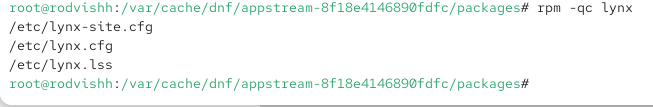 root@rodvishh:/var/cache/dnf/appstream-8f18e4146890fdfc/packages# rpm -qc lynx
/etc/lynx-site.cfg
/etc/lynx.cfg
/etc/lynx.lss
root@rodvishh:/var/cache/dnf/appstream-8f18e4146890fdfc/packages#